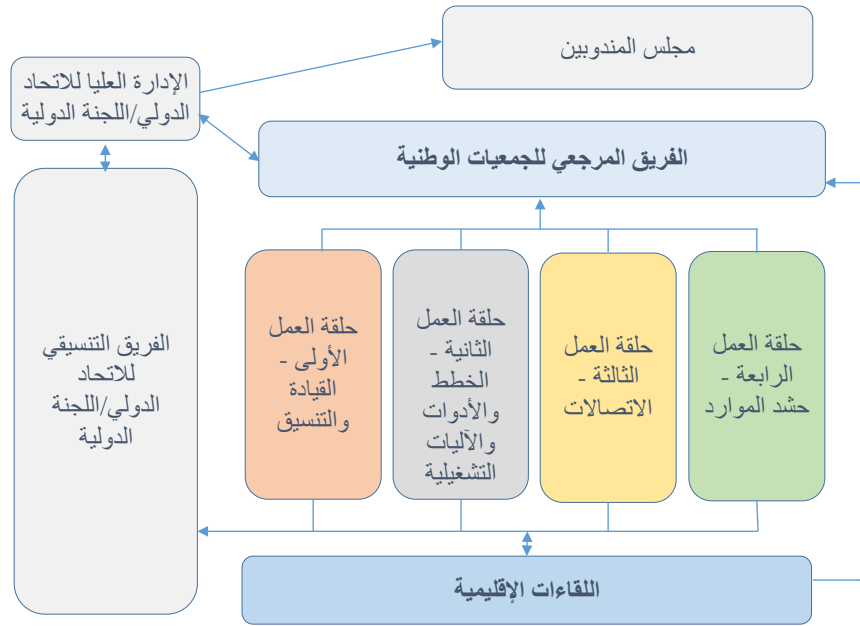 مجلس المندوبين
الإدارة العليا للاتحاد
الدولي/اللجنة الدولية
الفريق المرجعي للجمعيات الوطنية
حلقة العمل
الأولى -
القيادة
والتنسيق
حلقة العمل
الثانية -
الخطط
والأدوات
والآليات
التشغيلية
حلقة العمل
الثالثة -
الاتصالات
حلقة العمل
الرابعة -
حشد الموارد
الفريق التنسيقي
للاتحاد
الدولي/اللجنة
الدولية
اللقاءات الإقليمية